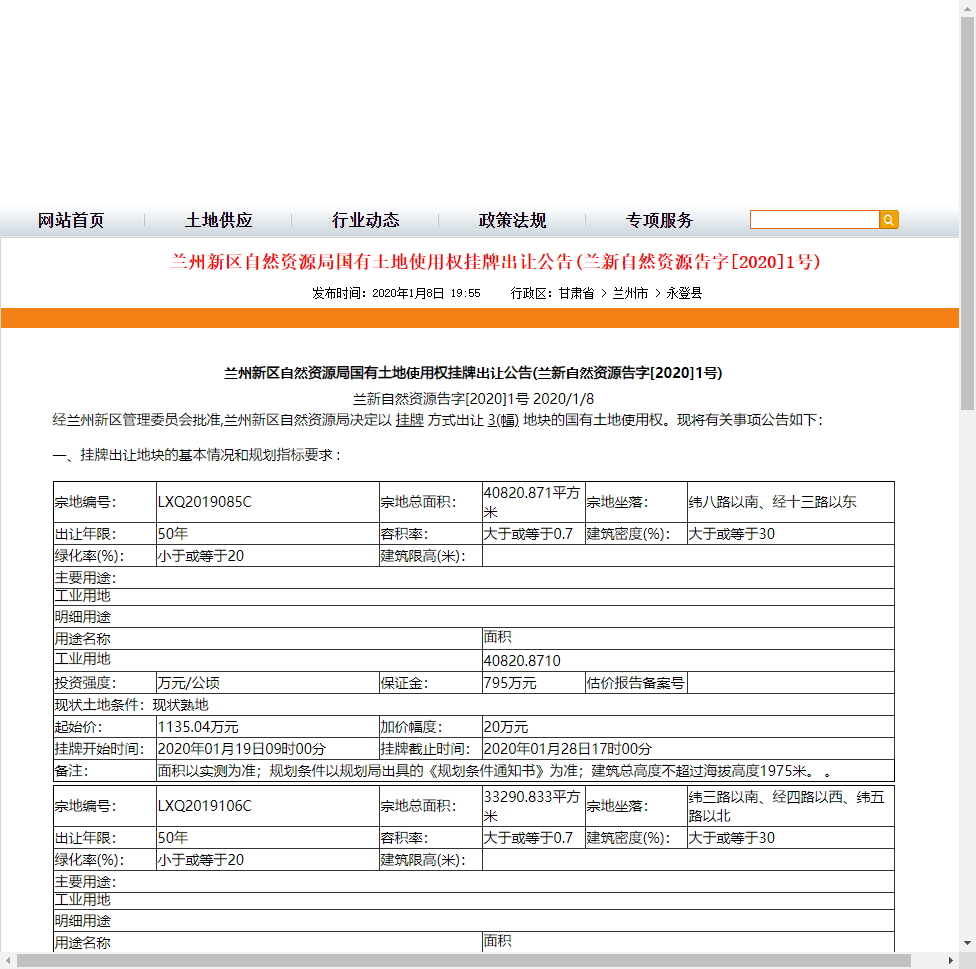 网站首页 土地供应 行业动态 政策法规 专项服务
兰州新区自然资源局国有土地使用权挂牌出让公告(兰新自然资源告字[2020]1号)
发布时间：2020年1月8日 19:55 行政区：甘肃省 > 兰州市 > 永登县
兰州新区自然资源局国有土地使用权挂牌出让公告(兰新自然资源告字[2020]1号)
兰新自然资源告字[2020]1号 2020/1/8
经兰州新区管理委员会批准,兰州新区自然资源局决定以 挂牌 方式出让 3(幅) 地块的国有土地使用权。现将有关事项公告如下：
一、挂牌出让地块的基本情况和规划指标要求：
宗地编号： LXQ2019085C 宗地总面积： 40820.871平方米 宗地坐落： 纬八路以南、经十三路以东
出让年限： 50年 容积率： 大于或等于0.7 建筑密度(%)： 大于或等于30
绿化率(%)： 小于或等于20 建筑限高(米)：
主要用途：
工业用地
明细用途
用途名称 面积
工业用地 40820.8710
投资强度： 万元/公顷 保证金： 795万元 估价报告备案号
现状土地条件：现状熟地
起始价： 1135.04万元 加价幅度： 20万元
挂牌开始时间： 2020年01月19日09时00分 挂牌截止时间： 2020年01月28日17时00分
备注： 面积以实测为准；规划条件以规划局出具的《规划条件通知书》为准；建筑总高度不超过海拔高度1975米。 。
宗地编号： LXQ2019106C 宗地总面积： 33290.833平方米 宗地坐落： 纬三路以南、经四路以西、纬五路以北
出让年限： 50年 容积率： 大于或等于0.7 建筑密度(%)： 大于或等于30
绿化率(%)： 小于或等于20 建筑限高(米)：
主要用途：
工业用地
明细用途
用途名称 面积